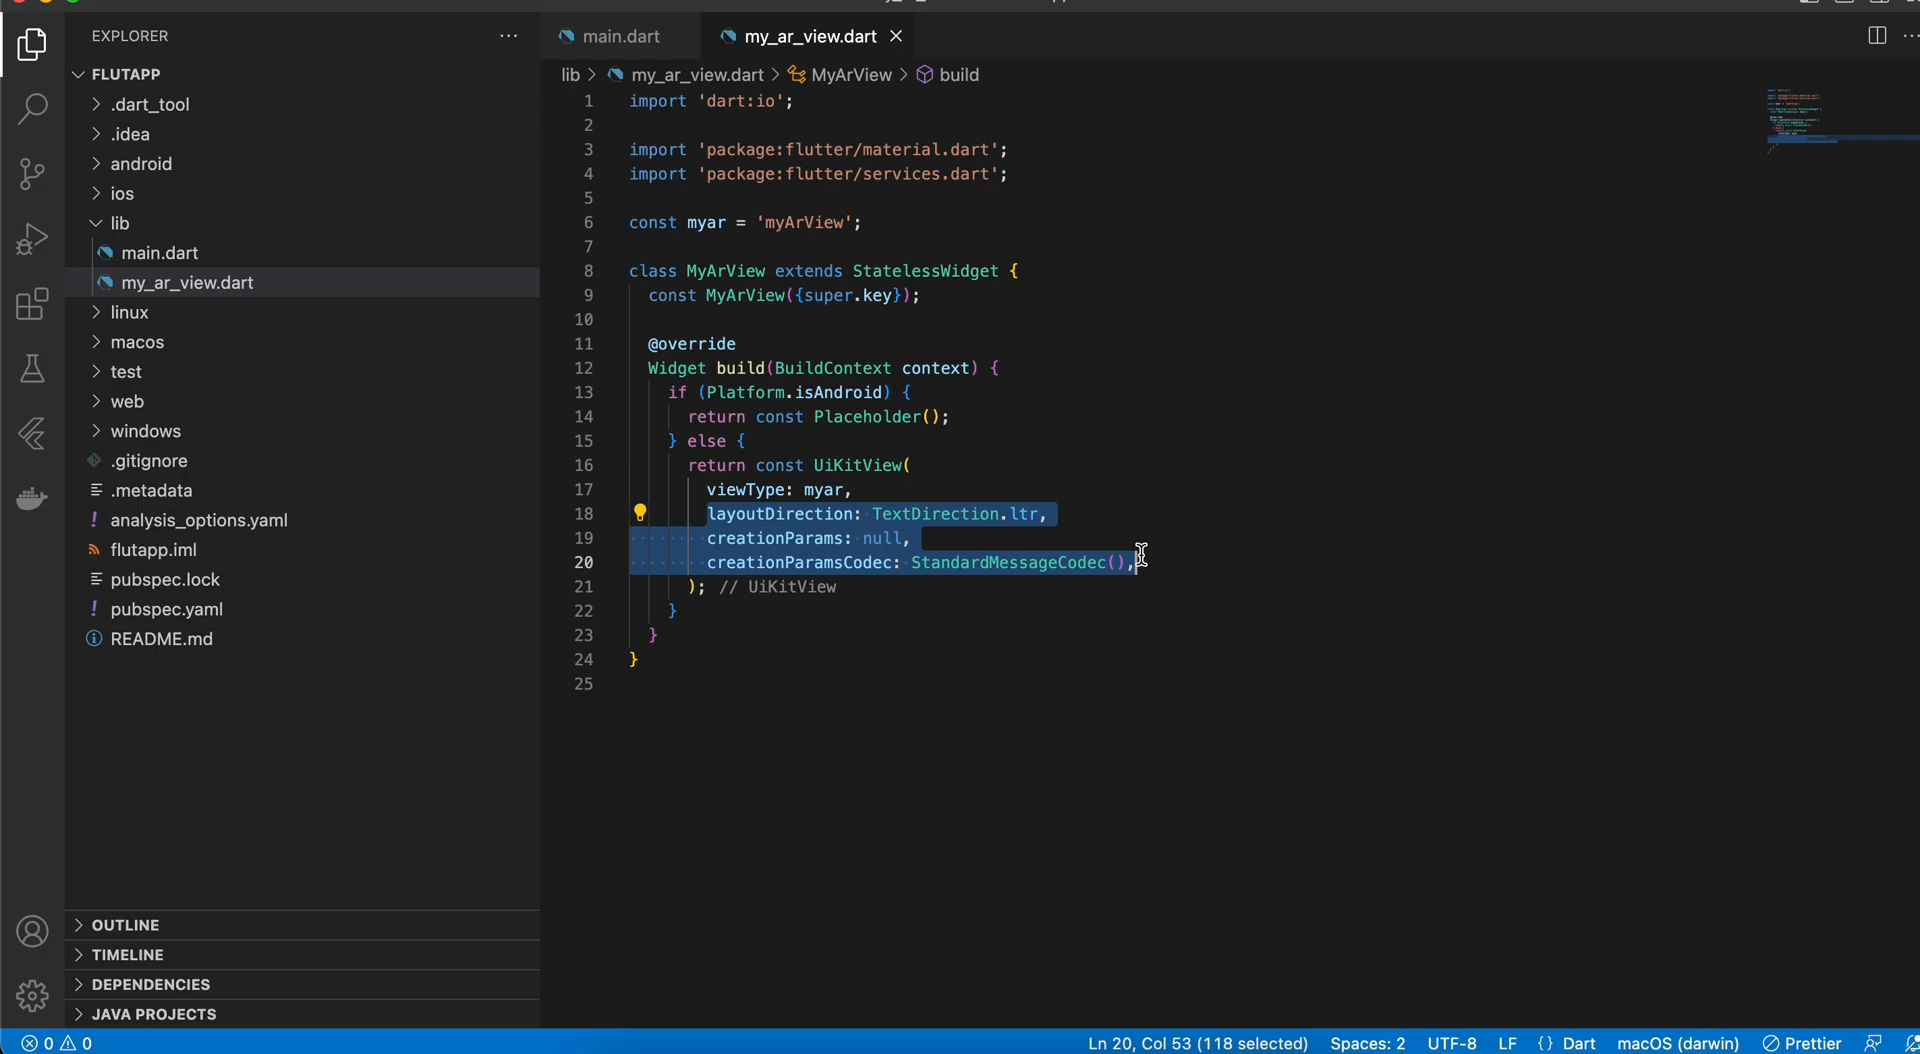 EXPLORER
FLUTAPP
.dart_tool
.idea
android
ios
lib
main.dart
my_ar_view.dart
linux
macos
test
web
windows
.gitignore
.metadata
analysis_options.yaml
flutapp.iml
pubspec.lock
pubspec.yaml
README.md
OUTLINE
TIMELINE
DEPENDENCIES
JAVA PROJECTS
main.dart my_ar_view.dart
lib > my_ar_view.dart > MyArView > build
1 import 'dart:io';
2
3 import 'package:flutter/material.dart';
4 import 'package:flutter/services.dart';
5
6 const myar = 'myArView';
7
8 class MyArView extends StatelessWidget {
9 const MyArView({super.key});
10
11 @override
12 Widget build(BuildContext context) {
13 if (Platform.isAndroid) {
14 return const Placeholder();
15 } else {
16 return const UiKitView(
17 viewType: myar,
18 layoutDirection: TextDirection.ltr,
19 creationParams: null,
20 creationParamsCodec: StandardMessageCodec(),
21 ); // UiKitView
22 }
23 }
24 }
25
0 0 Ln 20, Col 53 (118 selected) Spaces: 2 UTF-8 LF {} Dart macOS (darwin) Prettier